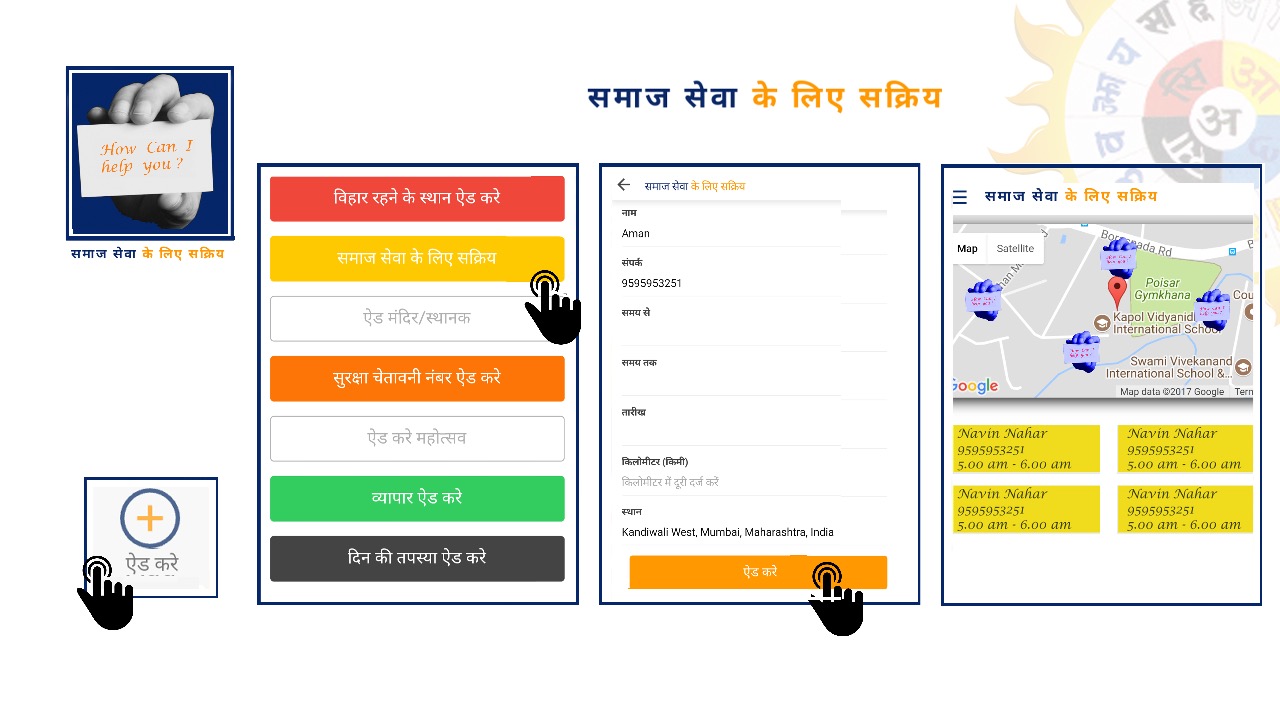 समाज सेवा के लिए सक्रिय
How Can I
help you ?
समाज सेवा के लिए सक्रिय
ऐड करे
विहार रहने के स्थान ऐड करे
समाज सेवा के लिए सक्रिय
ऐड मंदिर/स्थानक
सुरक्षा चेतावनी नंबर ऐड करे
ऐड करे महोत्सव
व्यापार ऐड करे
दिन की तपस्या ऐड करे
समाज सेवा के लिए सक्रिय
नाम
Aman
संपर्क
9595953251
समय से
समय तक
तारीख
किलोमीटर (किमी)
किलोमीटर में दूरी दर्ज करें
स्थान
Kandiwali West, Mumbai, Maharashtra, India
ऐड करे
समाज सेवा के लिए सक्रिय
Map Satellite
Poisar
Gymkhana
Kapol Vidyanidhi
International School
Swami Vivekanand
International School &...
Google
Map data ©2017 Google
Navin Nahar
9595953251
5.00 am - 6.00 am
Navin Nahar
9595953251
5.00 am - 6.00 am
Navin Nahar
9595953251
5.00 am - 6.00 am
Navin Nahar
9595953251
5.00 am - 6.00 am